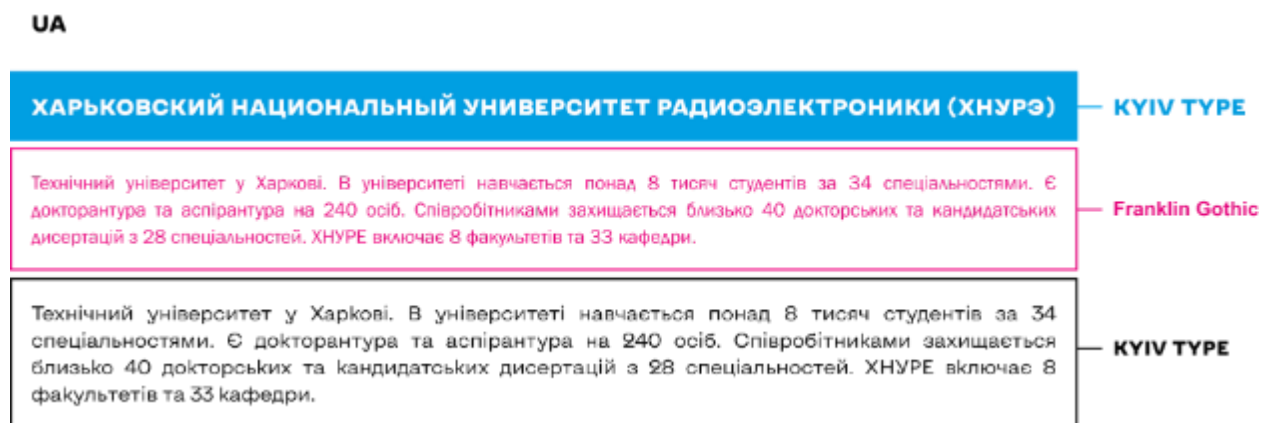 UA
ХАРЬКОВСКИЙ НАЦИОНАЛЬНЫЙ УНИВЕРСИТЕТ РАДИОЭЛЕКТРОНИКИ (ХНУРЭ)
KYIV TYPE
Технічний університет у Харкові. В університеті навчається понад 8 тисяч студентів за 34 спеціальностями. Є
докторантура та аспірантура на 240 осіб. Співробітниками захищається близько 40 докторських та кандидатських
дисертацій з 28 спеціальностей. ХНУРЕ включає 8 факультетів та 33 кафедри.
Franklin Gothic
Технічний університет у Харкові. В університеті навчається понад 8 тисяч студентів за 34
спеціальностями. Є докторантура та аспірантура на 240 осіб. Співробітниками захищається
близько 40 докторських та кандидатських дисертацій з 28 спеціальностей. ХНУРЕ включає 8
факультетів та 33 кафедри.
KYIV TYPE